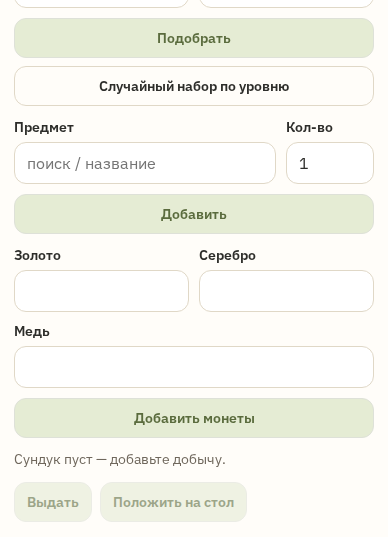 Подобрать
Случайный набор по уровню
Предмет Кол-во
поиск / название 1
Добавить
Золото Серебро
Медь
Добавить монеты
Сундук пуст — добавьте добычу.
Выдать Положить на стол